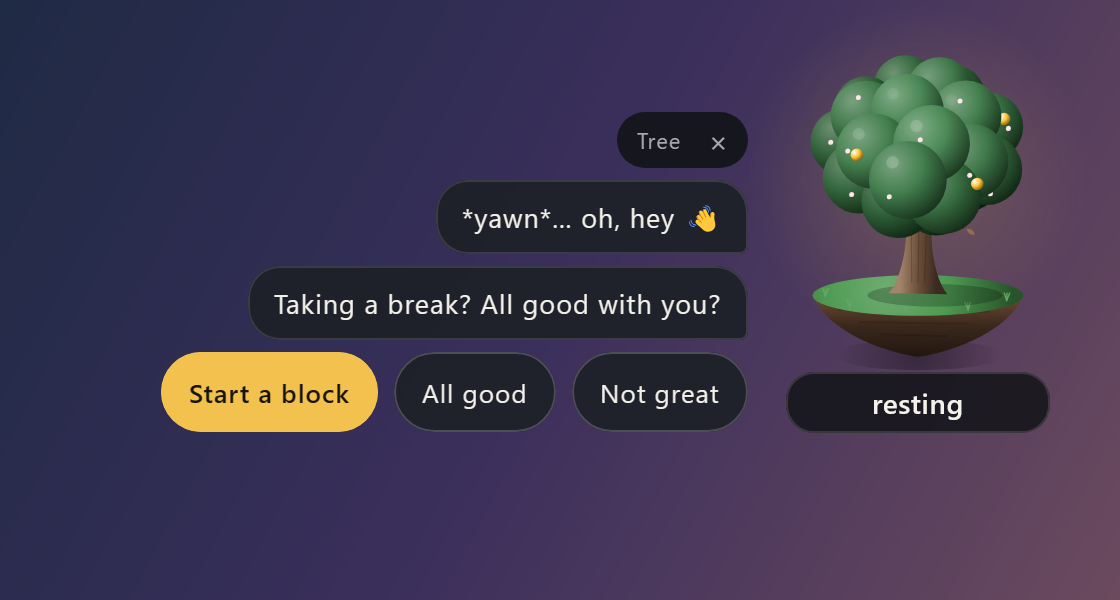 Tree ×
*yawn*... oh, hey 👋
Taking a break? All good with you?
Start a block
All good
Not great
resting